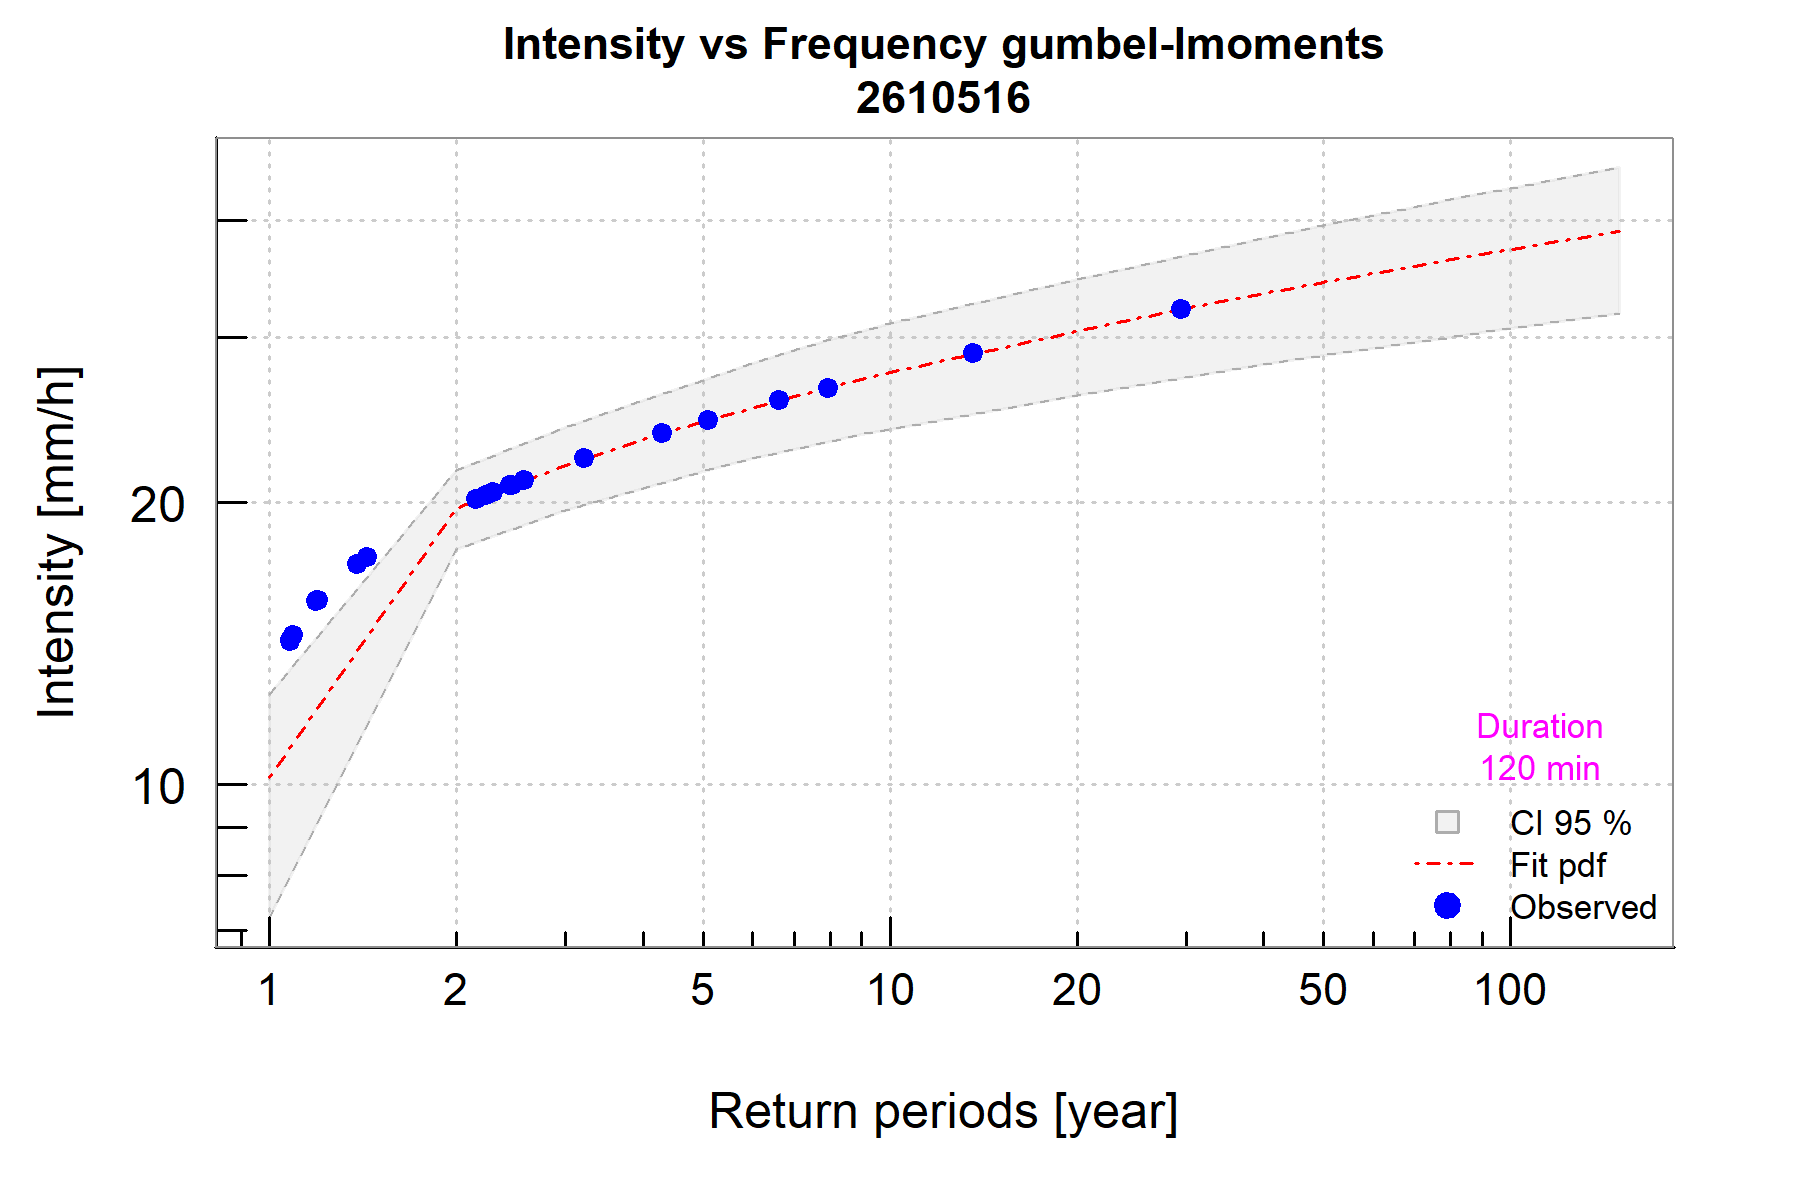 Intensity vs Frequency gumbel-lmoments
2610516
Intensity [mm/h]
20
10
Duration
120 min
CI 95 %
Fit pdf
Observed
1 2 5 10 20 50 100
Return periods [year]